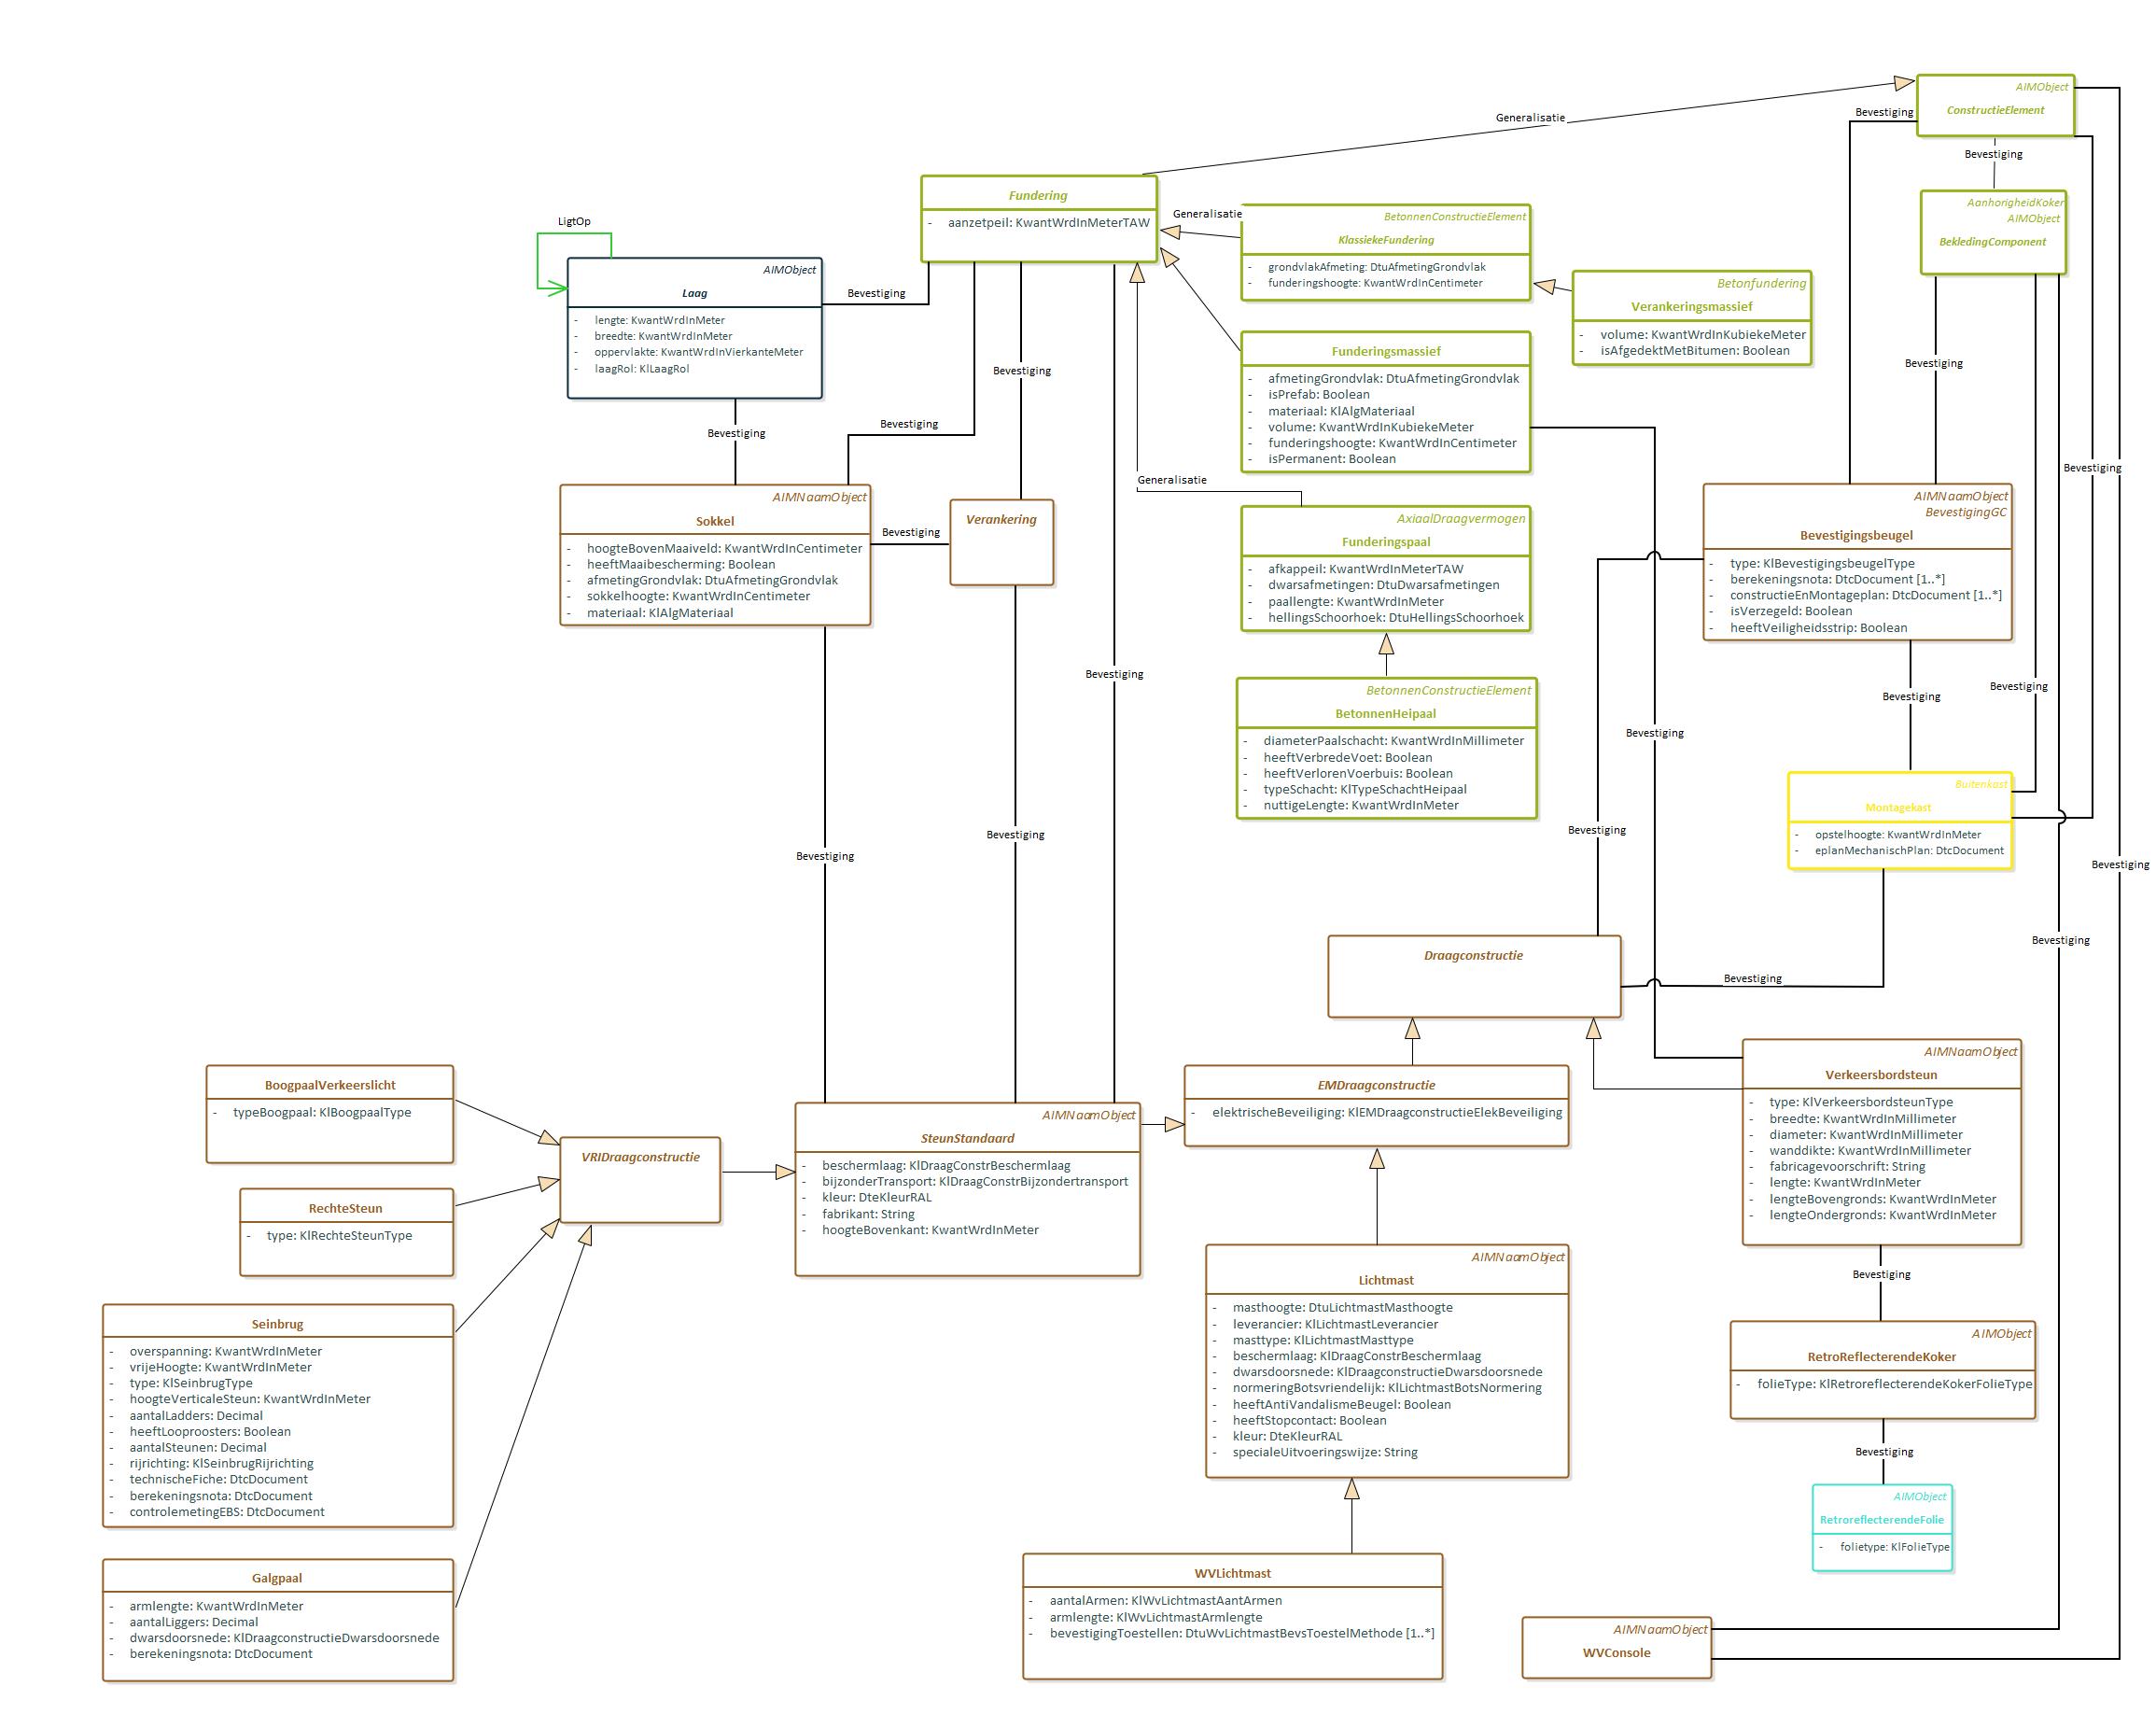 AIMObject
ConstructieElement
Bevestiging
Generalisatie
Bevestiging
AanhorigheidKoker
AIMObject
BekledingComponent
Fundering
- aanzetpeil: KwantWrdInMeterTAW
Generalisatie
BetonnenConstructieElement
KlassiekeFundering
- grondvlakAfmeting: DtuAfmetingGrondvlak
- funderingshoogte: KwantWrdInCentimeter
LigtOp
AIMObject
Laag
- lengte: KwantWrdInMeter
- breedte: KwantWrdInMeter
- oppervlakte: KwantWrdInVierkanteMeter
- laagRol: KlLaagRol
Bevestiging
Betonfundering
Verankeringsmassief
- volume: KwantWrdInKubiekeMeter
- isAfgedektMetBitumen: Boolean
Funderingsmassief
- afmetingGrondvlak: DtuAfmetingGrondvlak
- isPrefab: Boolean
- materiaal: KlAlgMateriaal
- volume: KwantWrdInKubiekeMeter
- funderingshoogte: KwantWrdInCentimeter
- isPermanent: Boolean
Bevestiging
Bevestiging
Bevestiging
Bevestiging
Bevestiging
Generalisatie
AIMNaamObject
Sokkel
- hoogteBovenMaaiveld: KwantWrdInCentimeter
- heeftMaaibescherming: Boolean
- afmetingGrondvlak: DtuAfmetingGrondvlak
- sokkelhoogte: KwantWrdInCentimeter
- materiaal: KlAlgMateriaal
Bevestiging
Verankering
AxiaalDraagvermogen
Funderingspaal
- afkappeil: KwantWrdInMeterTAW
- dwarsafmetingen: DtuDwarsafmetingen
- paallengte: KwantWrdInMeter
- hellingsSchoorhoek: DtuHellingsSchoorhoek
AIMNaamObject
BevestigingGC
Bevestigingsbeugel
- type: KlBevestigingsbeugelType
- berekeningsnota: DtcDocument [1..*]
- constructieEnMontageplan: DtcDocument [1..*]
- isVerzegeld: Boolean
- heeftVeiligheidsstrip: Boolean
Bevestiging
Bevestiging
Bevestiging
BetonnenConstructieElement
BetonnenHeipaal
- diameterPaalschacht: KwantWrdInMillimeter
- heeftVerbredeVoet: Boolean
- heeftVerlorenVoerbuis: Boolean
- typeSchacht: KlTypeSchachtHeipaal
- nuttigeLengte: KwantWrdInMeter
Bevestiging
Buitenkast
Montagekast
- opstelhoogte: KwantWrdInMeter
- eplanMechanischPlan: DtcDocument
Bevestiging
Bevestiging
Bevestiging
Bevestiging
Bevestiging
Draagconstructie
Bevestiging
BoogpaalVerkeerslicht
- typeBoogpaal: KlBoogpaalType
VRIDraagconstructie
AIMNaamObject
SteunStandaard
- beschermlaag: KlDraagConstrBeschermlaag
- bijzonderTransport: KlDraagConstrBijzondertransport
- kleur: DteKleurRAL
- fabrikant: String
- hoogteBovenkant: KwantWrdInMeter
EMDraagconstructie
- elektrischeBeveiliging: KlEMDraagconstructieElekBeveiliging
AIMNaamObject
Verkeersbordsteun
- type: KlVerkeersbordsteunType
- breedte: KwantWrdInMillimeter
- diameter: KwantWrdInMillimeter
- wanddikte: KwantWrdInMillimeter
- fabricagevoorschrift: String
- lengte: KwantWrdInMeter
- lengteBovengronds: KwantWrdInMeter
- lengteOndergronds: KwantWrdInMeter
RechteSteun
- type: KlRechteSteunType
Seinbrug
- overspanning: KwantWrdInMeter
- vrijeHoogte: KwantWrdInMeter
- type: KlSeinbrugType
- hoogteVerticaleSteun: KwantWrdInMeter
- aantalLadders: Decimal
- heeftLooproosters: Boolean
- aantalSteunen: Decimal
- rijrichting: KlSeinbrugRijrichting
- technischeFiche: DtcDocument
- berekeningsnota: DtcDocument
- controlemetingEBS: DtcDocument
AIMNaamObject
Lichtmast
- masthoogte: DtuLichtmastMasthoogte
- leverancier: KlLichtmastLeverancier
- masttype: KlLichtmastMasttype
- beschermlaag: KlDraagConstrBeschermlaag
- dwarsdoorsnede: KlDraagconstructieDwarsdoorsnede
- normeringBotsvriendelijk: KlLichtmastBotsNormering
- heeftAntiVandalismeBeugel: Boolean
- heeftStopcontact: Boolean
- kleur: DteKleurRAL
- specialeUitvoeringswijze: String
Bevestiging
AIMObject
RetroReflecterendeKoker
- folieType: KlRetroreflecterendeKokerFolieType
Bevestiging
AIMObject
RetroreflecterendeFolie
- folietype: KlFolieType
Galgpaal
- armlengte: KwantWrdInMeter
- aantalLiggers: Decimal
- dwarsdoorsnede: KlDraagconstructieDwarsdoorsnede
- berekeningsnota: DtcDocument
WVLichtmast
- aantalArmen: KlWvLichtmastAantArmen
- armlengte: KlWvLichtmastArmlengte
- bevestigingToestellen: DtuWvLichtmastBevsToestelMethode [1..*]
AIMNaamObject
WVConsole